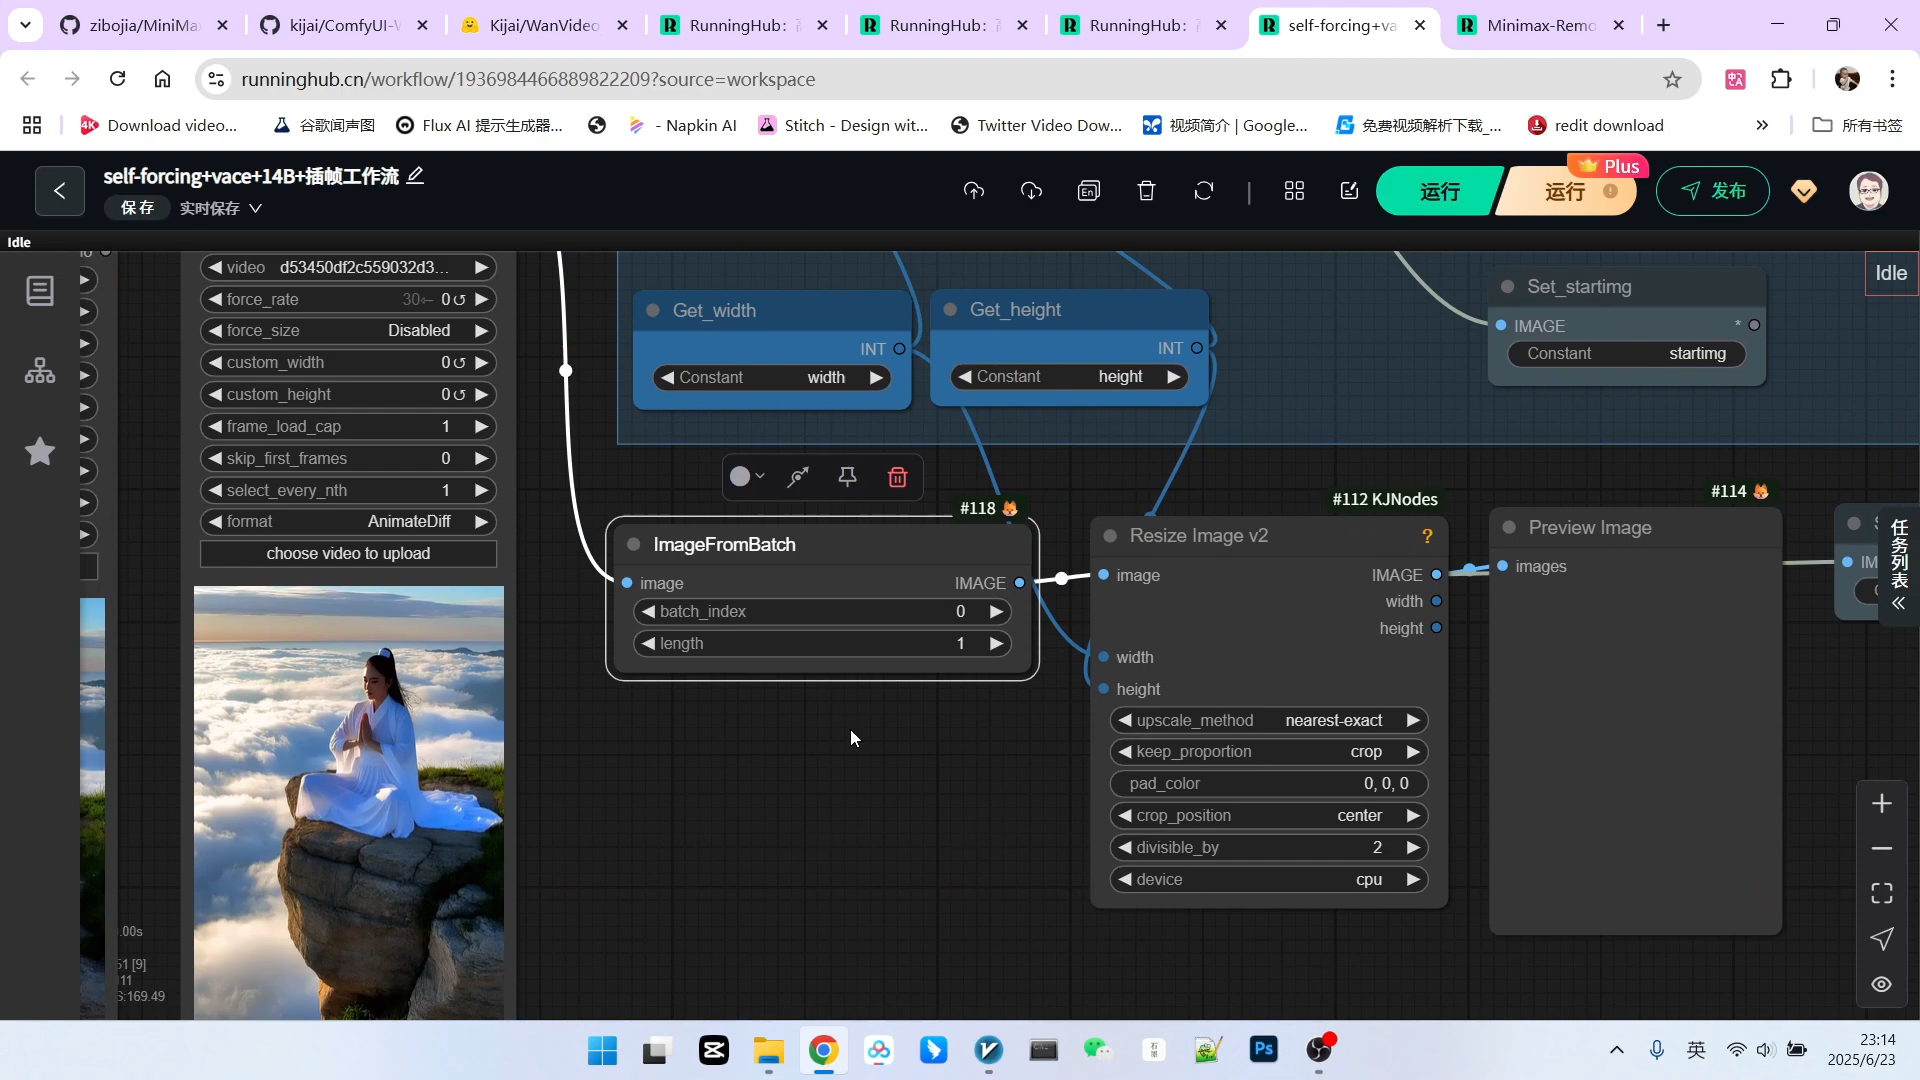 zibojia/MiniMa
kijai/ComfyUI-V
Kijai/WanVideo
RunningHub:
RunningHub:
RunningHub:
self-forcing+va
Minimax-Remo
runninghub.cn/workflow/1936984466889822209?source=workspace
Download video...
谷歌闻声图
Flux AI 提示生成器...
- Napkin AI
Stitch - Design wit...
Twitter Video Dow...
视频简介 | Google...
免费视频解析下载_...
redit download
所有书签
self-forcing+vace+14B+插帧工作流
保存
实时保存
En
运行
运行
Plus
发布
Idle
Idle
video d53450df2c559032d3...
force_rate 30← 0
force_size Disabled
custom_width 0
custom_height 0
frame_load_cap 1
skip_first_frames 0
select_every_nth 1
format AnimateDiff
choose video to upload
.00s
51 [9]
S:169.49
Get_width
INT
Constant width
Get_height
INT
Constant height
Set_startimg
IMAGE *
Constant startimg
#118
ImageFromBatch
image IMAGE
batch_index 0
length 1
#112 KJNodes
Resize Image v2 ?
image IMAGE
width
height
width
height
upscale_method nearest-exact
keep_proportion crop
pad_color 0, 0, 0
crop_position center
divisible_by 2
device cpu
#114
Preview Image
images
任务列表
Ps
英
23:14
2025/6/23